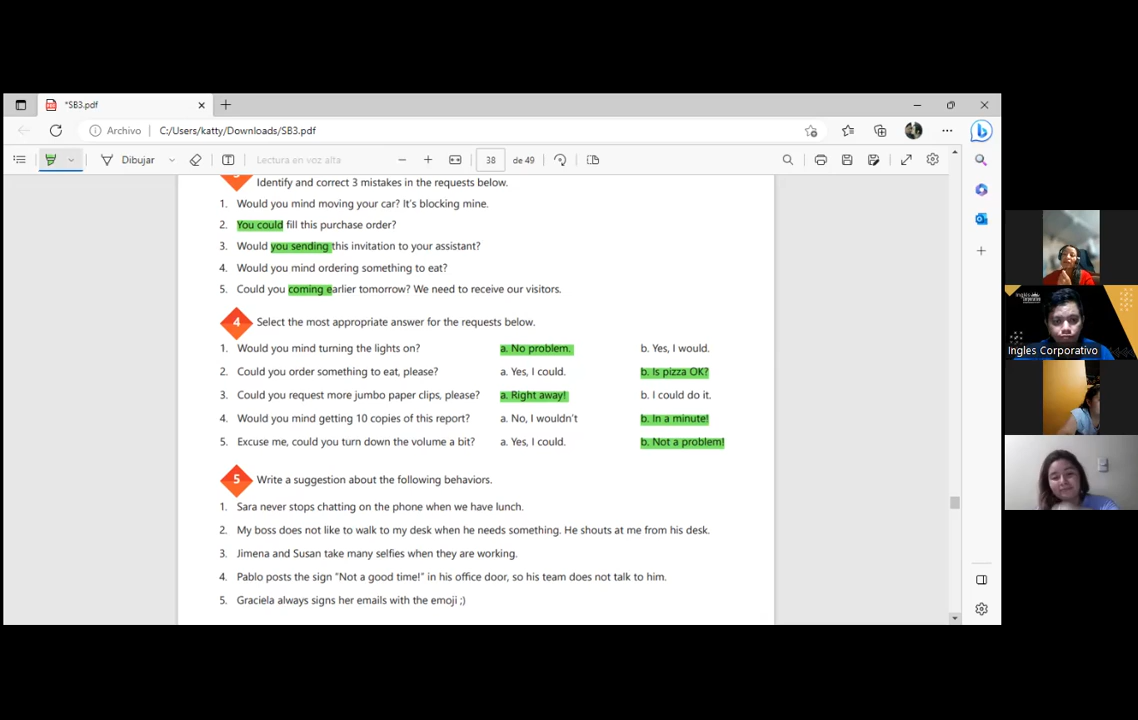 *SB3.pdf
Archivo C:/Users/katty/Downloads/SB3.pdf
Dibujar Lectura en voz alta 38 de 49
Identify and correct 3 mistakes in the requests below.
1. Would you mind moving your car? It's blocking mine.
2. You could fill this purchase order?
3. Would you sending this invitation to your assistant?
4. Would you mind ordering something to eat?
5. Could you coming earlier tomorrow? We need to receive our visitors.
4 Select the most appropriate answer for the requests below.
1. Would you mind turning the lights on? a. No problem. b. Yes, I would.
2. Could you order something to eat, please? a. Yes, I could. b. Is pizza OK?
3. Could you request more jumbo paper clips, please? a. Right away! b. I could do it.
4. Would you mind getting 10 copies of this report? a. No, I wouldn't b. In a minute!
5. Excuse me, could you turn down the volume a bit? a. Yes, I could. b. Not a problem!
5 Write a suggestion about the following behaviors.
1. Sara never stops chatting on the phone when we have lunch.
2. My boss does not like to walk to my desk when he needs something. He shouts at me from his desk.
3. Jimena and Susan take many selfies when they are working.
4. Pablo posts the sign "Not a good time!" in his office door, so his team does not talk to him.
5. Graciela always signs her emails with the emoji ;)
Ingles Corporativo